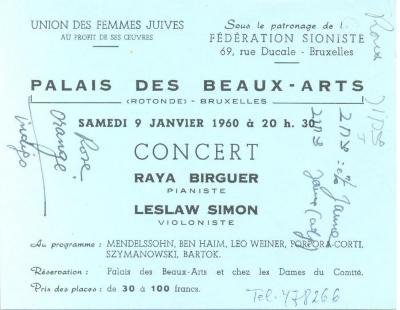 UNION DES FEMMES JUIVES
AU PROFIT DE SES ŒUVRES
Sous le patronage de la
FÉDÉRATION SIONISTE
69, rue Ducale - Bruxelles
PALAIS DES BEAUX-ARTS
(ROTONDE) - BRUXELLES
SAMEDI 9 JANVIER 1960 à 20 h. 30
CONCERT
RAYA BIRGUER
PIANISTE
LESLAW SIMON
VIOLONISTE
Au programme : MENDELSSOHN, BEN HAIM, LEO WEINER, PORPORA-CORTI,
SZYMANOWSKI, BARTOK.
Réservation : Palais des Beaux-Arts et chez les Dames du Comité.
Prix des places : de 30 à 100 francs.
Tel. 478266
Rose
orange
indigo